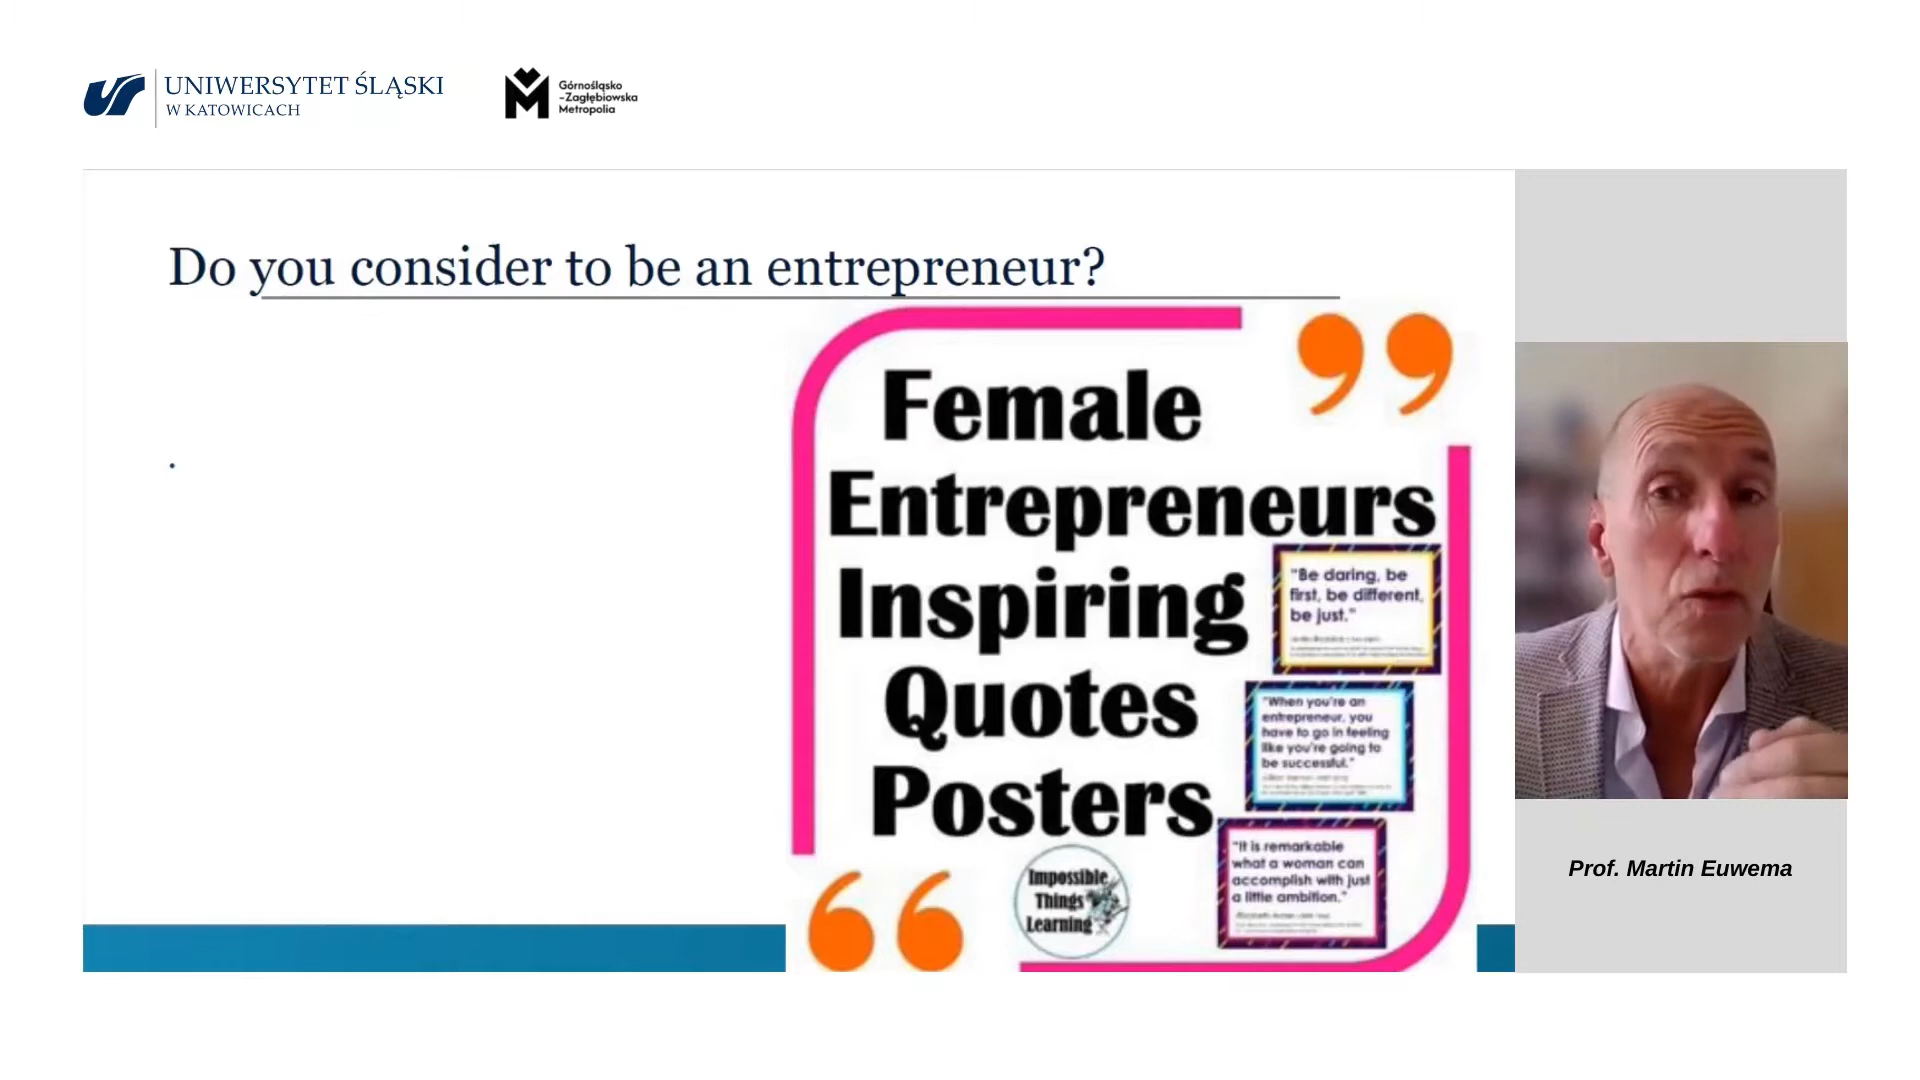 UNIWERSYTET ŚLĄSKI
W KATOWICACH
Górnośląsko
-Zagłębiowska
Metropolia
Do you consider to be an entrepreneur?
Female
Entrepreneurs
Inspiring
Quotes
Posters
"Be daring, be
first, be different,
be just."
"When you're an
entrepreneur, you
have to go in feeling
like you're going to
be successful."
"It is remarkable
what a woman can
accomplish with just
a little ambition."
Impossible
Things
Learning
Prof. Martin Euwema